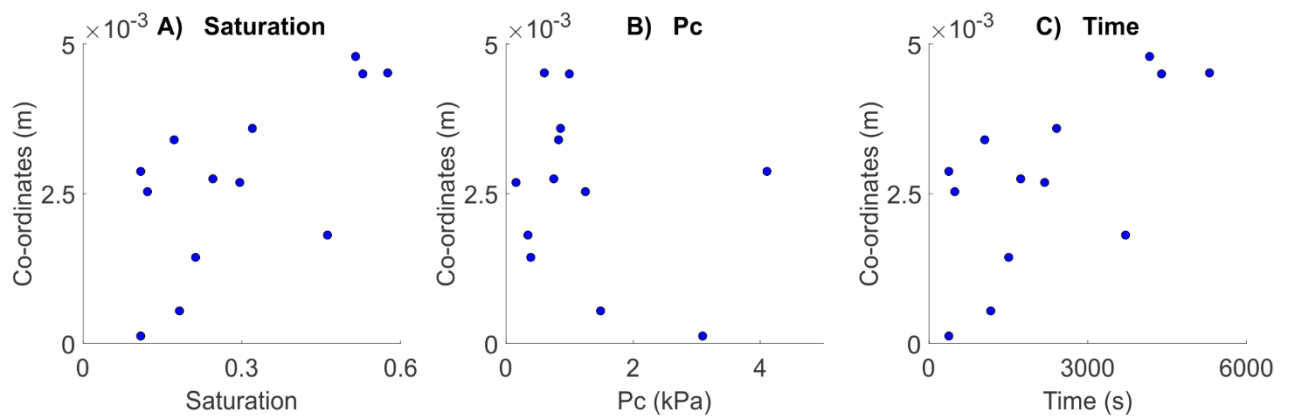 ×10⁻³ A) Saturation
5
2.5
0
Co-ordinates (m)
0 0.3 0.6
Saturation
×10⁻³ B) Pc
5
2.5
0
Co-ordinates (m)
0 2 4
Pc (kPa)
×10⁻³ C) Time
5
2.5
0
Co-ordinates (m)
0 3000 6000
Time (s)